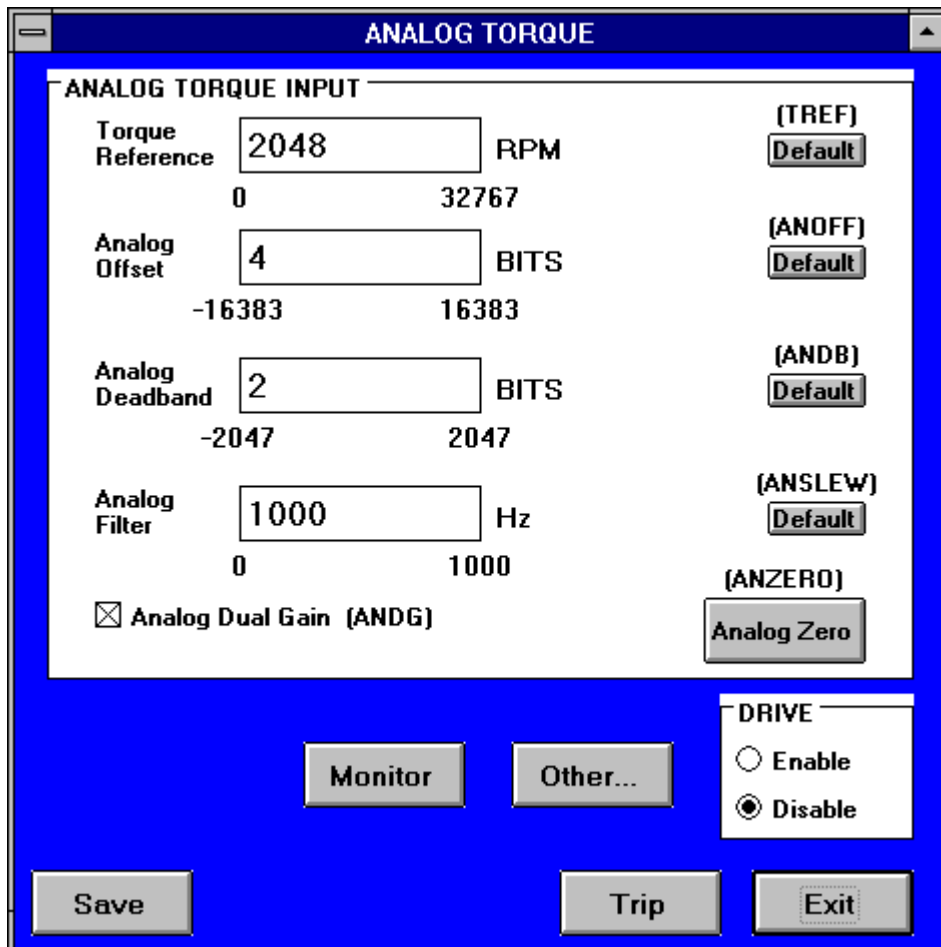 ANALOG TORQUE
ANALOG TORQUE INPUT
Torque Reference 2048 RPM (TREF) Default
0 32767
Analog Offset 4 BITS (ANOFF) Default
-16383 16383
Analog Deadband 2 BITS (ANDB) Default
-2047 2047
Analog Filter 1000 Hz (ANSLEW) Default
0 1000
(ANZERO)
Analog Dual Gain (ANDG) Analog Zero
DRIVE
Enable
Monitor Other... Disable
Save Trip Exit